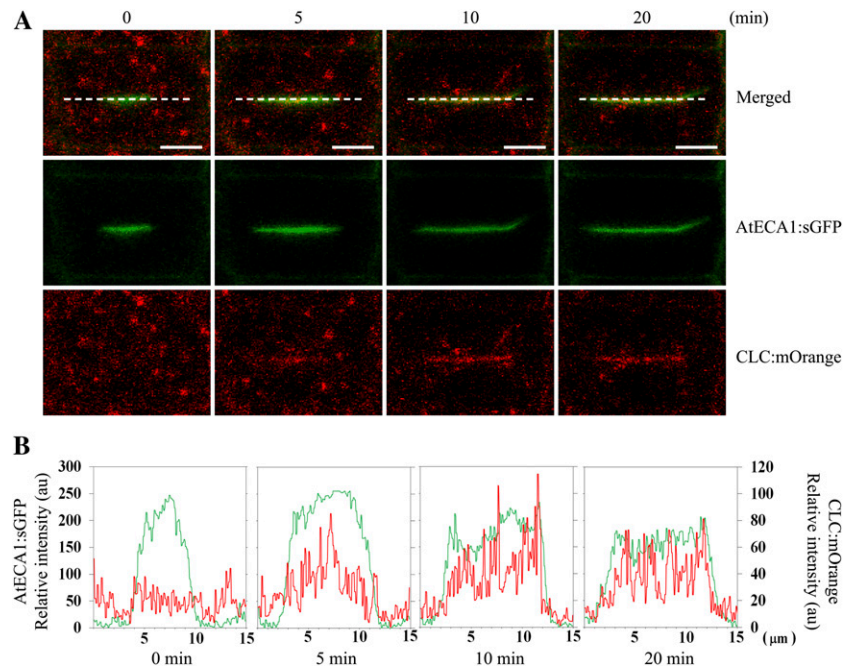 A
0 5 10 20 (min)
Merged
AtECA1:sGFP
CLC:mOrange
B
AtECA1:sGFP
Relative intensity (au)
300
250
200
150
100
50
0
120
100
80
60
40
20
0
CLC:mOrange
Relative intensity (au)
5 10 15 5 10 15 5 10 15 5 10 15 (μm)
0 min 5 min 10 min 20 min